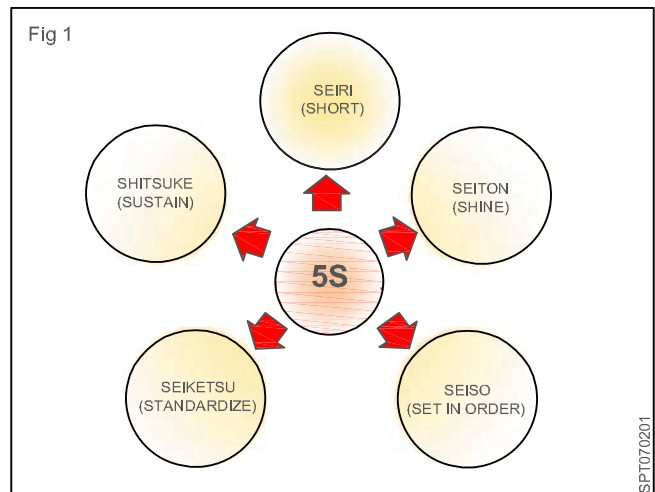 Fig 1
SEIRI
(SHORT)
SEITON
(SHINE)
SEISO
(SET IN ORDER)
SEIKETSU
(STANDARDIZE)
SHITSUKE
(SUSTAIN)
5S
SPT070201